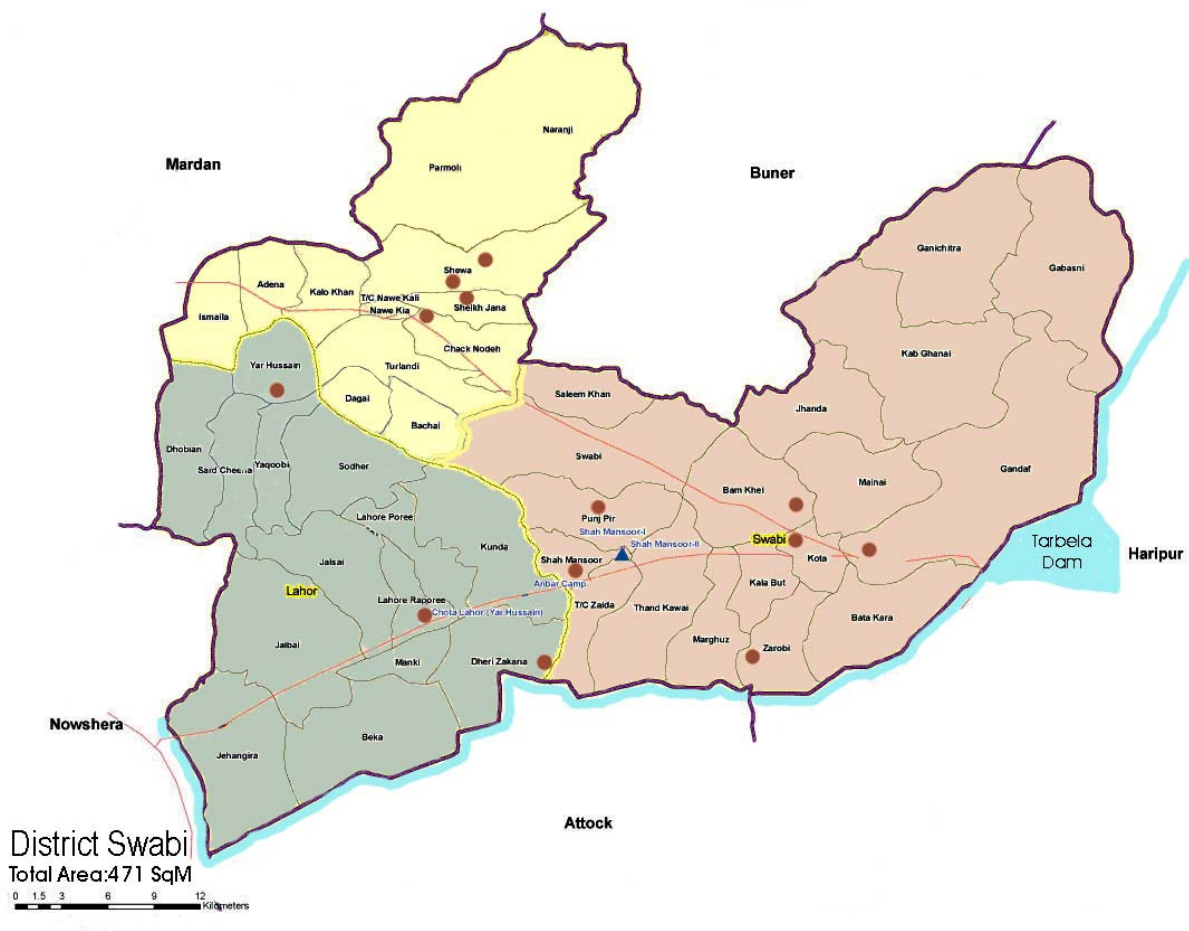 Naranji
Mardan
Parmoli
Buner
Ganichitra
Gabasni
Shewa
Adena
Kalo Khan
T/C Nawe Kali
Nawe Kia
Sheikh Jana
Ismaila
Chack Nodeh
Kab Ghanai
Yar Hussain
Turlandi
Dagai
Saleem Khan
Jhanda
Bachai
Dhobian
Sard Cheena
Yaqoobi
Sodher
Swabi
Gandaf
Mainai
Bam Khel
Lahore Poree
Punj Pir
Shah Mansoor-I
Shah Mansoor-II
Swabi
Tarbela
Dam
Haripur
Kunda
Jalsai
Shah Mansoor
Kota
Anbar Camp
Kala But
Lahor
Lahore Raporee
Chota Lahor (Yar Hussain)
T/C Zaida
Thand Kawai
Bata Kara
Jalbai
Manki
Dheri Zakana
Marghuz
Zarobi
Nowshera
Beka
Jehangira
Attock
District Swabi
Total Area:471 SqM
0 1.5 3 6 9 12
Kilometers